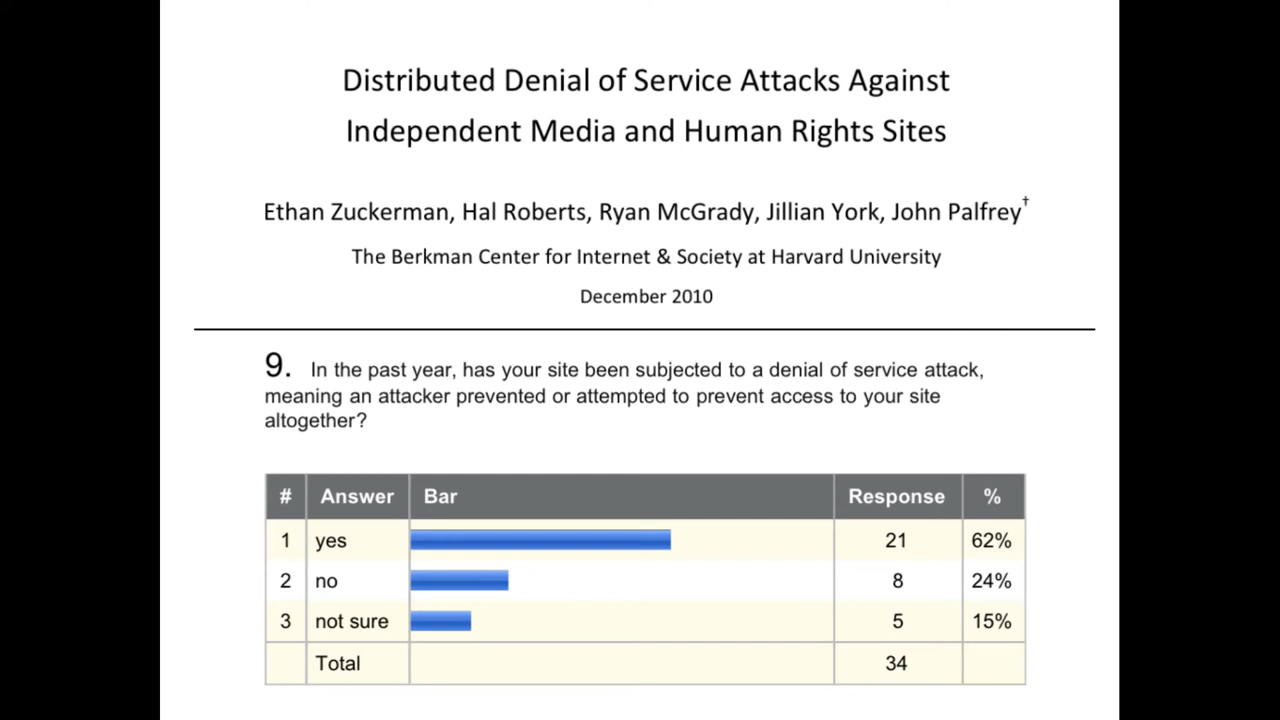 Distributed Denial of Service Attacks Against
Independent Media and Human Rights Sites
Ethan Zuckerman, Hal Roberts, Ryan McGrady, Jillian York, John Palfrey†
The Berkman Center for Internet & Society at Harvard University
December 2010
9. In the past year, has your site been subjected to a denial of service attack,
meaning an attacker prevented or attempted to prevent access to your site
altogether?
# Answer Bar Response %
1 yes 21 62%
2 no 8 24%
3 not sure 5 15%
Total 34